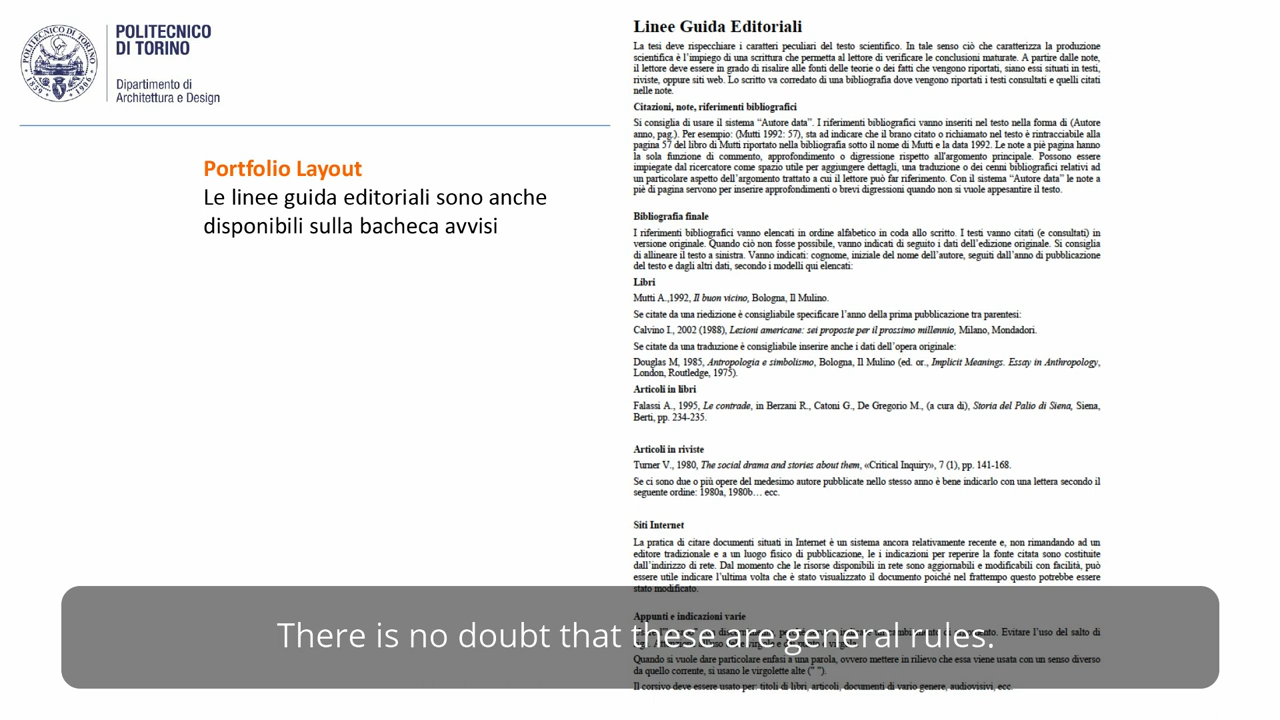 POLITECNICO
DI TORINO
Dipartimento di
Architettura e Design
POLITECNICO DI TORINO
1859
1906
Portfolio Layout
Le linee guida editoriali sono anche
disponibili sulla bacheca avvisi
Linee Guida Editoriali
La tesi deve rispecchiare i caratteri peculiari del testo scientifico. In tale senso ciò che caratterizza la produzione
scientifica è l'impiego di una scrittura che permetta al lettore di verificare le conclusioni maturate. A partire dalle note,
il lettore deve essere in grado di risalire alle fonti delle teorie o dei fatti che vengono riportati, siano essi situati in testi,
riviste, oppure siti web. Lo scritto va corredato di una bibliografia dove vengono riportati i testi consultati e quelli citati
nelle note.
Citazioni, note, riferimenti bibliografici
Si consiglia di usare il sistema “Autore data”. I riferimenti bibliografici vanno inseriti nel testo nella forma di (Autore
anno, pag.). Per esempio: (Mutti 1992: 57), sta ad indicare che il brano citato o richiamato nel testo è rintracciabile alla
pagina 57 del libro di Mutti riportato nella bibliografia sotto il nome di Mutti e la data 1992. Le note a piè pagina hanno
la sola funzione di commento, approfondimento o digressione rispetto all'argomento principale. Possono essere
impiegate dal ricercatore come spazio utile per aggiungere dettagli, una traduzione o dei cenni bibliografici relativi ad
un particolare aspetto dell'argomento trattato a cui il lettore può far riferimento. Con il sistema “Autore data” le note a
piè di pagina servono per inserire approfondimenti o brevi digressioni quando non si vuole appesantire il testo.
Bibliografia finale
I riferimenti bibliografici vanno elencati in ordine alfabetico in coda allo scritto. I testi vanno citati (e consultati) in
versione originale. Quando ciò non fosse possibile, vanno indicati di seguito i dati dell'edizione originale. Si consiglia
di allineare il testo a sinistra. Vanno indicati: cognome, iniziale del nome dell'autore, seguiti dall'anno di pubblicazione
del testo e dagli altri dati, secondo i modelli qui elencati:
Libri
Mutti A.,1992, Il buon vicino, Bologna, Il Mulino.
Se citate da una riedizione è consigliabile specificare l'anno della prima pubblicazione tra parentesi:
Calvino I., 2002 (1988), Lezioni americane: sei proposte per il prossimo millennio, Milano, Mondadori.
Se citate da una traduzione è consigliabile inserire anche i dati dell'opera originale:
Douglas M, 1985, Antropologia e simbolismo, Bologna, Il Mulino (ed. or., Implicit Meanings. Essay in Anthropology,
London, Routledge, 1975).
Articoli in libri
Falassi A., 1995, Le contrade, in Berzani R., Catoni G., De Gregorio M., (a cura di), Storia del Palio di Siena, Siena,
Berti, pp. 234-235.
Articoli in riviste
Turner V., 1980, The social drama and stories about them, «Critical Inquiry», 7 (1), pp. 141-168.
Se ci sono due o più opere del medesimo autore pubblicate nello stesso anno è bene indicarlo con una lettera secondo il
seguente ordine: 1980a, 1980b… ecc.
Siti Internet
La pratica di citare documenti situati in Internet è un sistema ancora relativamente recente e, non rimandando ad un
editore tradizionale e a un luogo fisico di pubblicazione, le i indicazioni per reperire la fonte citata sono costituite
dall'indirizzo di rete. Dal momento che le risorse disponibili in rete sono aggiornabili e modificabili con facilità, può
essere utile indicare l'ultima volta che è stato visualizzato il documento poiché nel frattempo questo potrebbe essere
stato modificato.
Appunti e indicazioni varie
Evitare l'uso del salto di
Quando si vuole dare particolare enfasi a una parola, ovvero mettere in rilievo che essa viene usata con un senso diverso
da quello corrente, si usano le virgolette alte (“ ”).
Il corsivo deve essere usato per: titoli di libri, articoli, documenti di vario genere, audiovisivi, ecc.
There is no doubt that these are general rules.